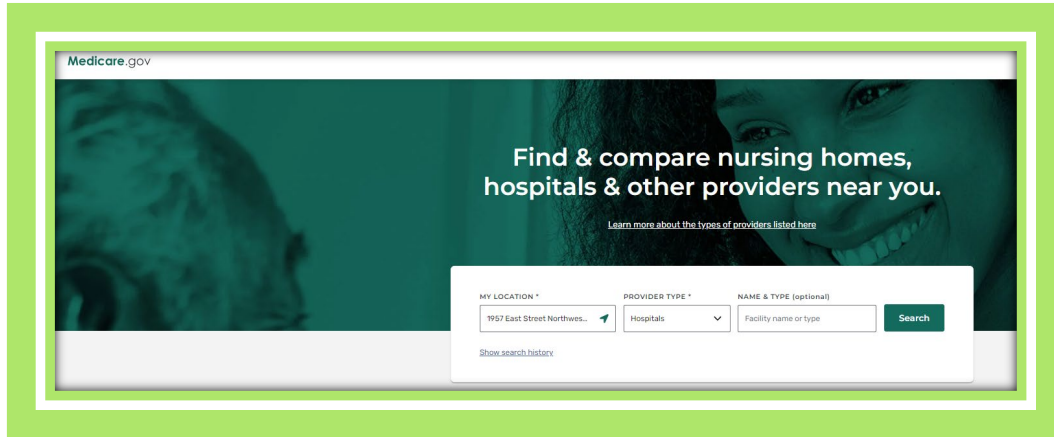 Medicare.gov
Find & compare nursing homes,
hospitals & other providers near you.
Learn more about the types of providers listed here
MY LOCATION * PROVIDER TYPE * NAME & TYPE (optional)
1957 East Street Northwes... Hospitals Facility name or type Search
Show search history